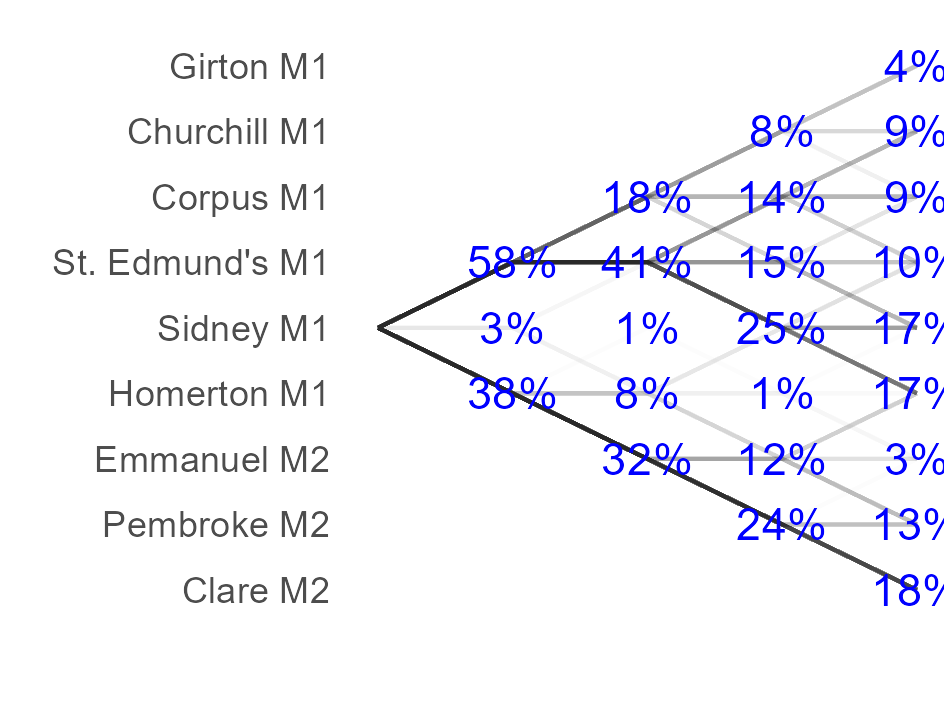 Girton M1 4%
Churchill M1 8% 9%
Corpus M1 18% 14% 9%
St. Edmund's M1 58% 41% 15% 10%
Sidney M1 3% 1% 25% 17%
Homerton M1 38% 8% 1% 17%
Emmanuel M2 32% 12% 3%
Pembroke M2 24% 13%
Clare M2 18%